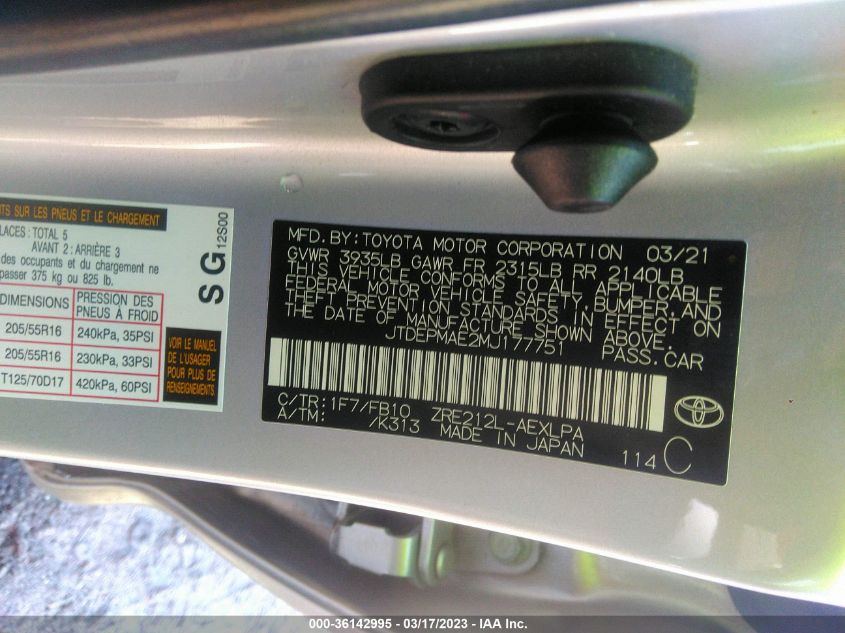 NTS SUR LES PNEUS ET LE CHARGEMENT
LACES: TOTAL 5
AVANT 2: ARRIÈRE 3
des occupants et du chargement ne
passer 375 kg ou 825 lb.
DIMENSIONS
PRESSION DES PNEUS À FROID
205/55R16
240kPa, 35PSI
205/55R16
230kPa, 33PSI
T125/70D17
420kPa, 60PSI
SG
12S00
VOIR LE MANUEL
DE L'USAGER
POUR PLUS DE
RENSEIGNEMENTS
MFD. BY:TOYOTA MOTOR CORPORATION 03/21
GVWR 3935LB GAWR FR 2315LB RR 2140LB
THIS VEHICLE CONFORMS TO ALL APPLICABLE
FEDERAL MOTOR VEHICLE SAFETY, BUMPER, AND
THEFT PREVENTION STANDARDS IN EFFECT ON
THE DATE OF MANUFACTURE SHOWN ABOVE.
JTDEPMAE2MJ177751 PASS.CAR
C/TR:1F7/FB10 ZRE212L-AEXLPA
A/TM: /K313 MADE IN JAPAN
114 C
000-36142995 - 03/17/2023 - IAA Inc.